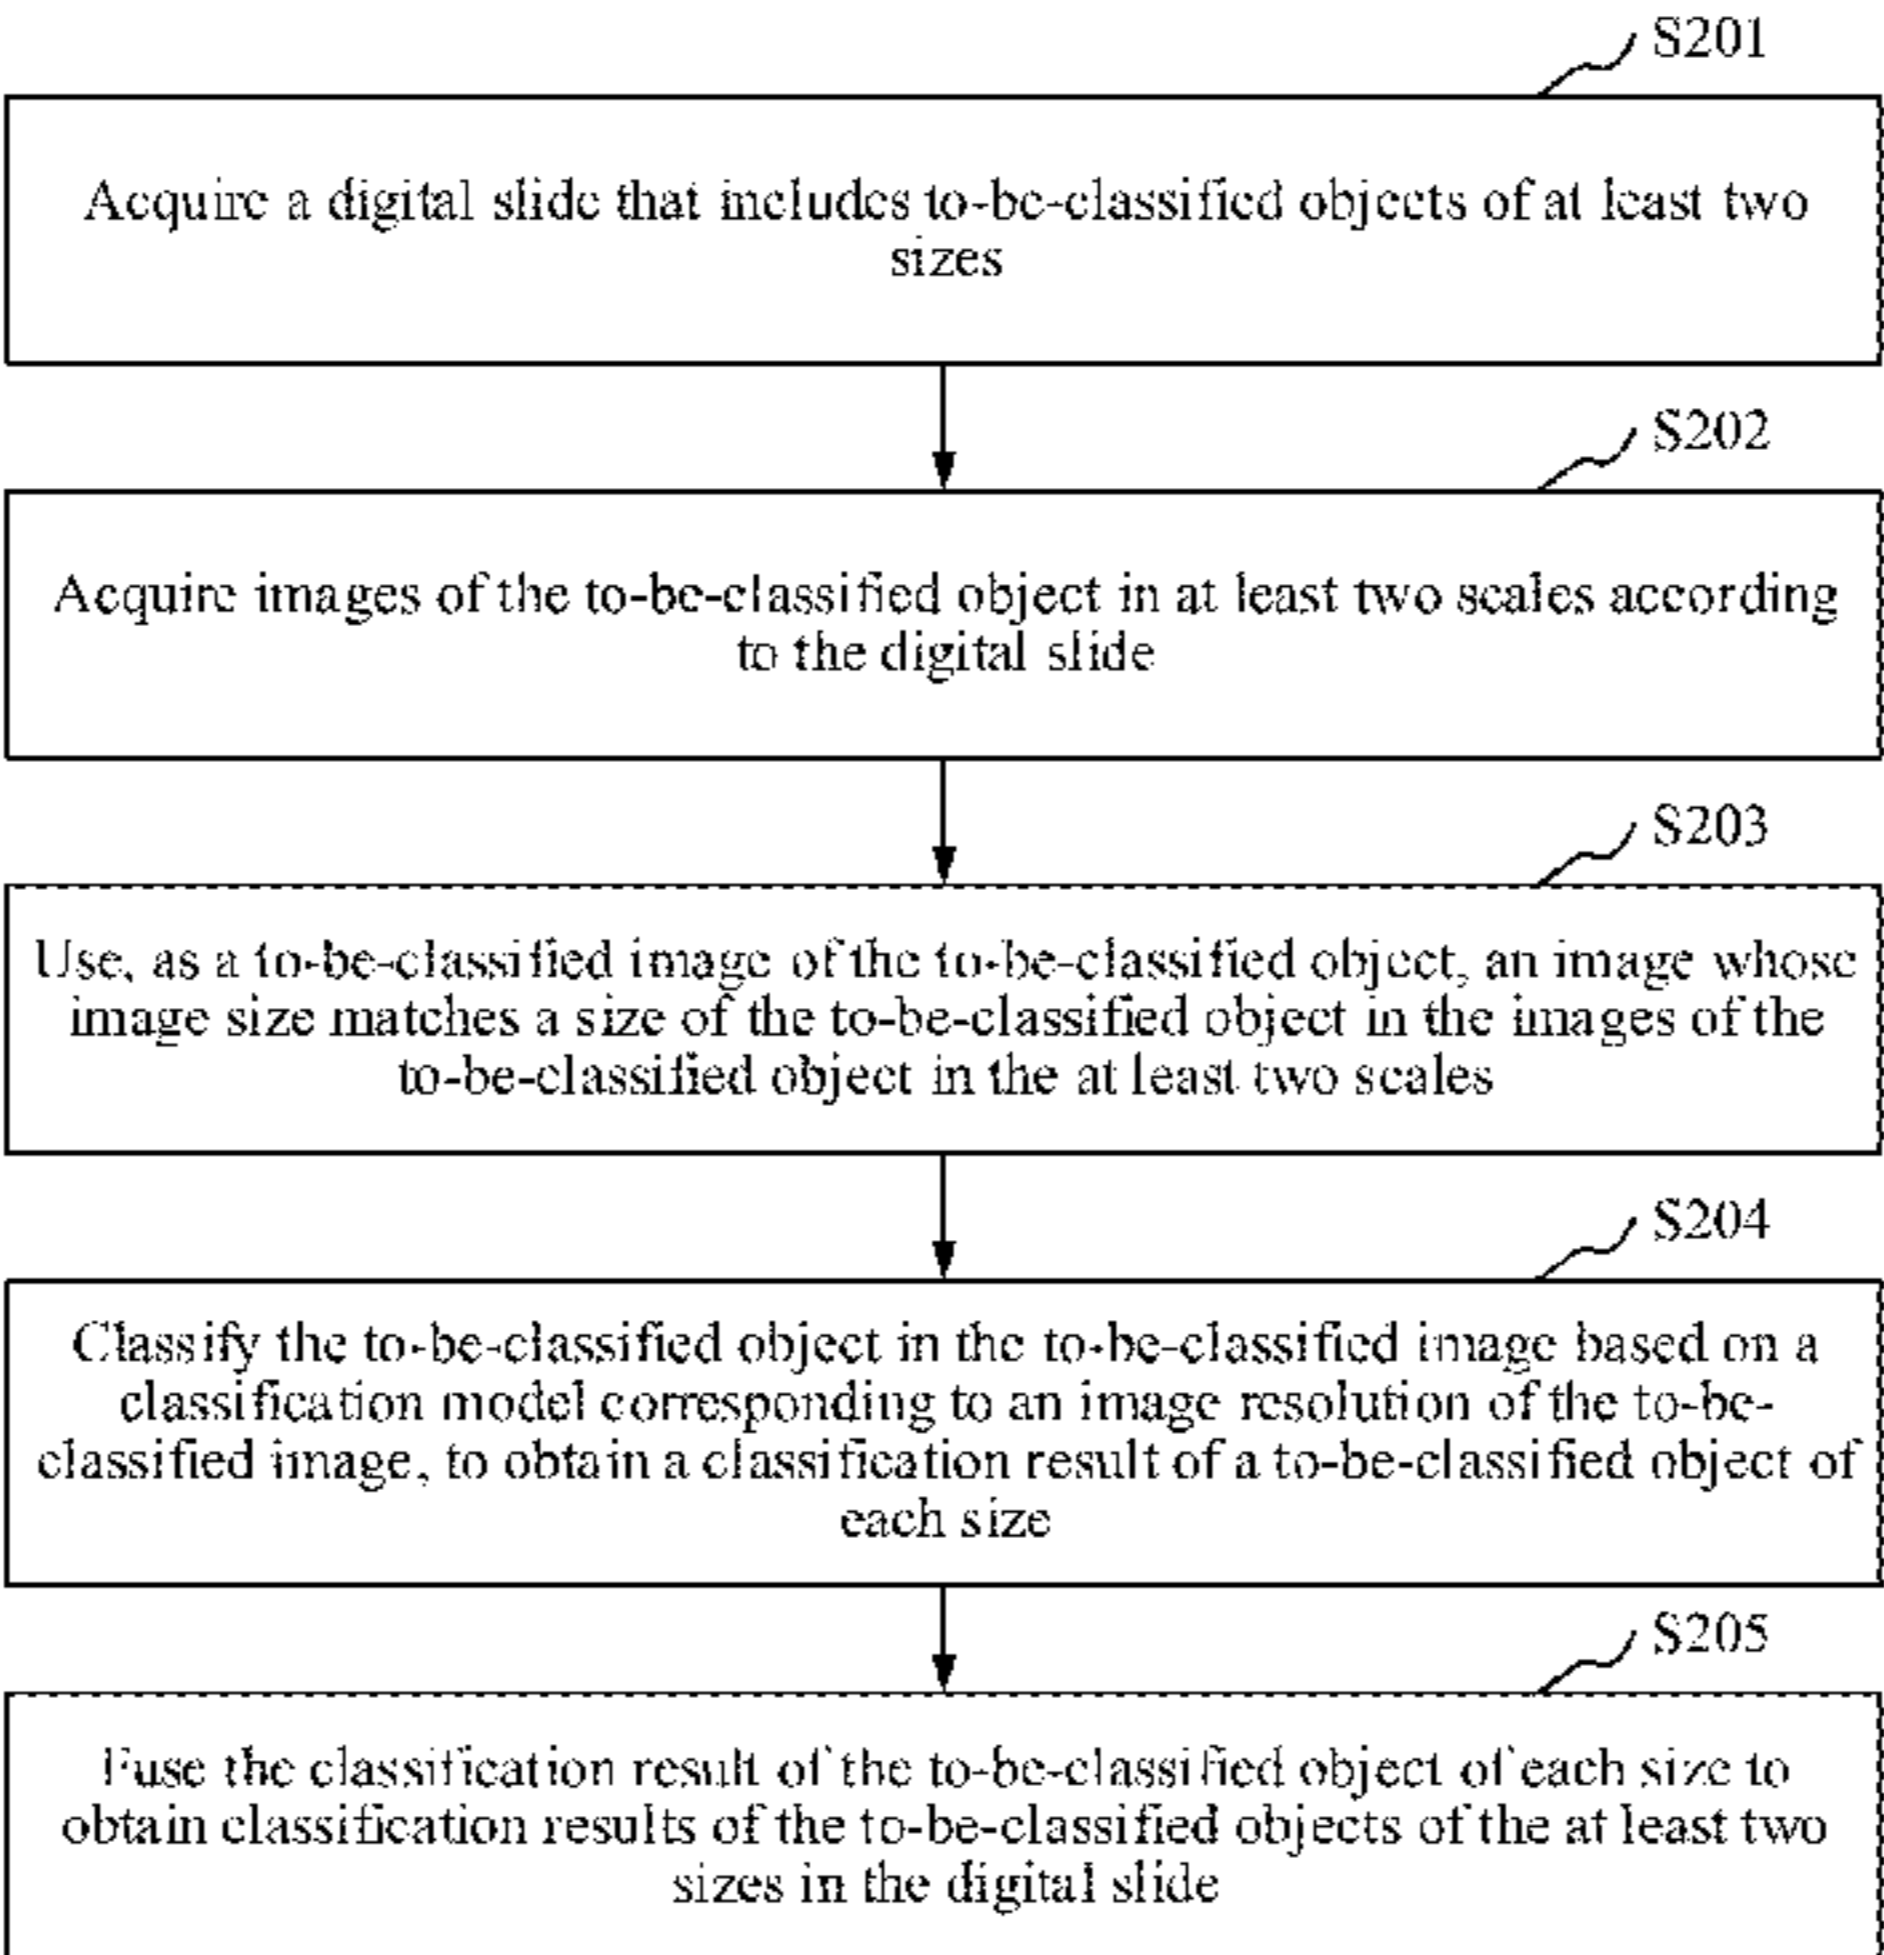 S201
Acquire a digital slide that includes to-be-classified objects of at least two
sizes
S202
Acquire images of the to-be-classified object in at least two scales according
to the digital slide
S203
Use, as a to-be-classified image of the to-be-classified object, an image whose
image size matches a size of the to-be-classified object in the images of the
to-be-classified object in the at least two scales
S204
Classify the to-be-classified object in the to-be-classified image based on a
classification model corresponding to an image resolution of the to-be-
classified image, to obtain a classification result of a to-be-classified object of
each size
S205
Fuse the classification result of the to-be-classified object of each size to
obtain classification results of the to-be-classified objects of the at least two
sizes in the digital slide